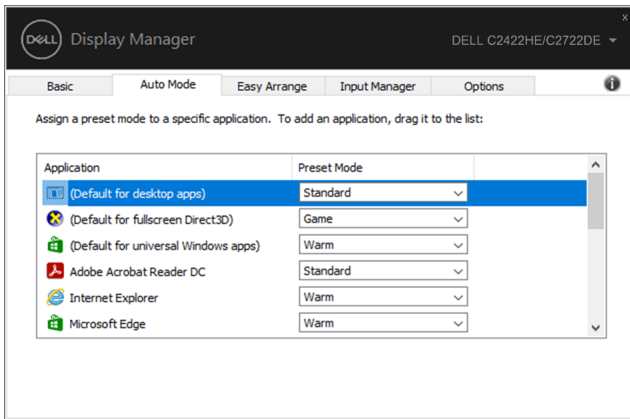 x
DELL Display Manager DELL C2422HE/C2722DE
Basic Auto Mode Easy Arrange Input Manager Options i
Assign a preset mode to a specific application. To add an application, drag it to the list:
Application Preset Mode
(Default for desktop apps) Standard
(Default for fullscreen Direct3D) Game
(Default for universal Windows apps) Warm
Adobe Acrobat Reader DC Standard
Internet Explorer Warm
Microsoft Edge Warm